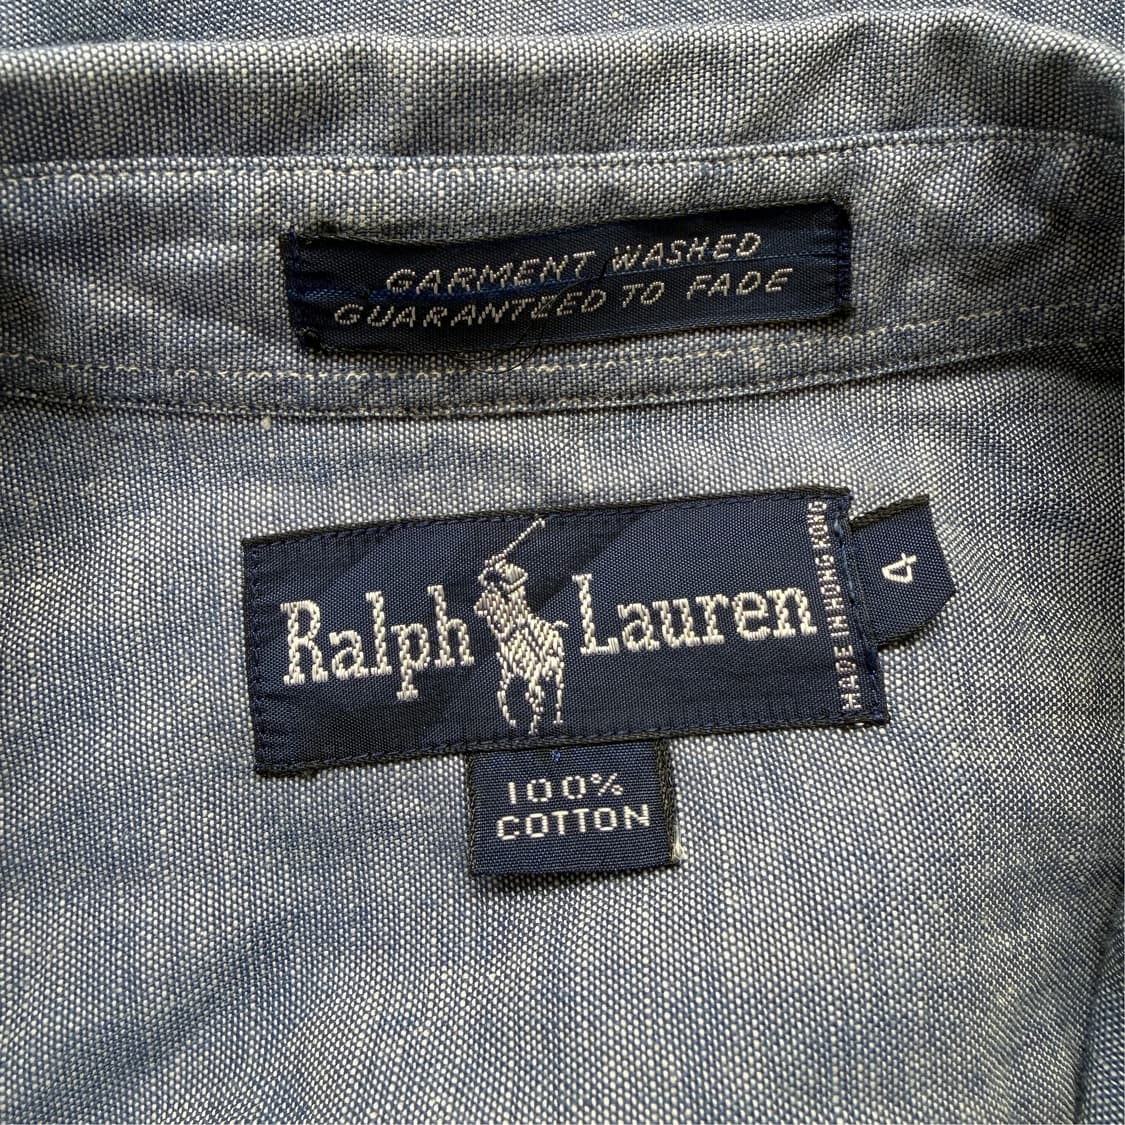 GARMENT WASHED
GUARANTEED TO FADE
Ralph Lauren
MADE IN HONG KONG
4
100%
COTTON